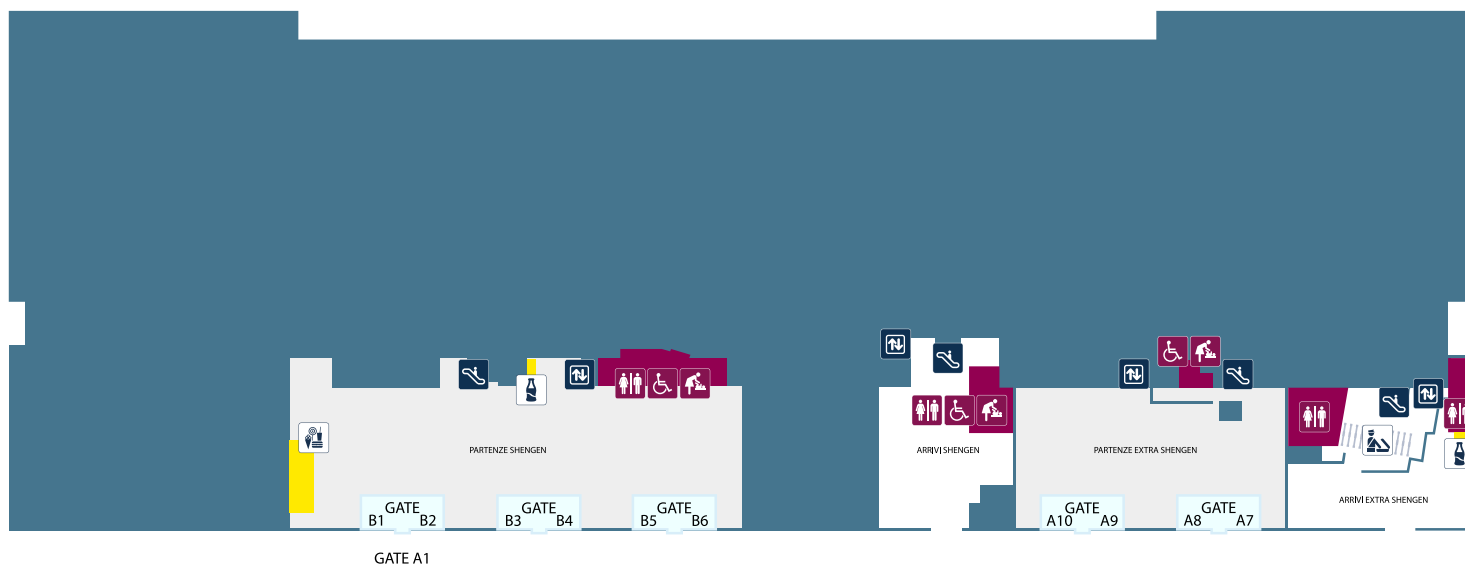 PARTENZE SHENGEN
ARRIVI SHENGEN
PARTENZE EXTRA SHENGEN
ARRIVI EXTRA SHENGEN
GATE
B1 B2
GATE
B3 B4
GATE
B5 B6
GATE
A10 A9
GATE
A8 A7
GATE A1